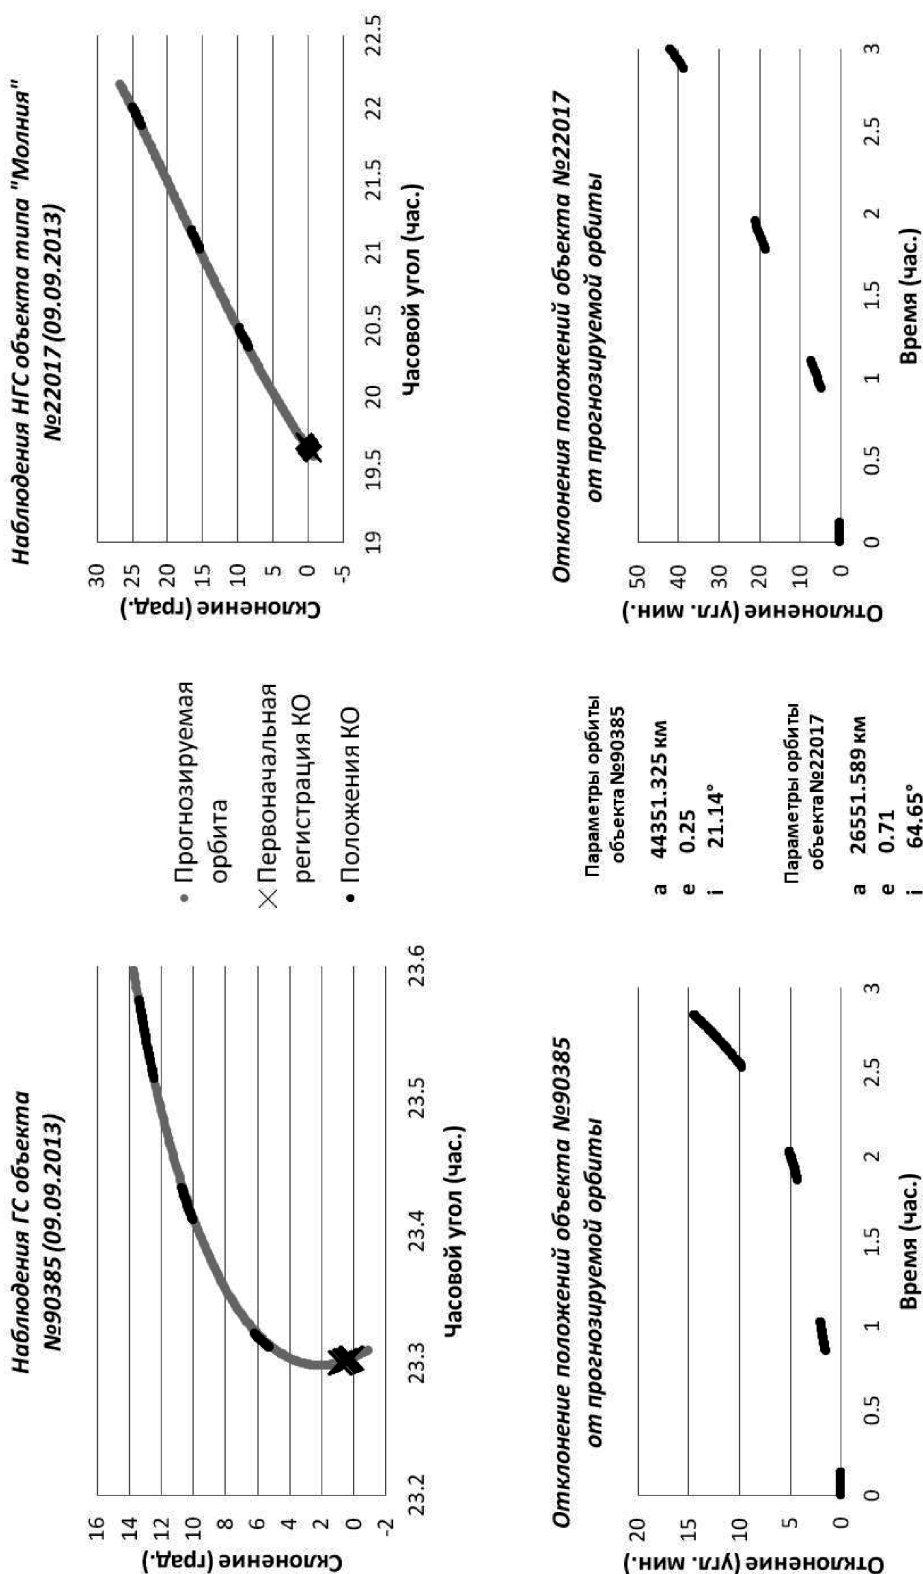 Наблюдения ГС объекта
№90385 (09.09.2013)
16
14
12
10
8
6
4
2
0
-2
Склонение (град.)
23.2
23.3
23.4
23.5
23.6
Часовой угол (час.)
Прогнозируемая
орбита
Первоначальная
регистрация КО
Положения КО
Наблюдения НГС объекта типа "Молния"
№22017 (09.09.2013)
30
25
20
15
10
5
0
-5
Склонение (град.)
19
19.5
20
20.5
21
21.5
22
22.5
Часовой угол (час.)
Отклонение положений объекта №90385
от прогнозируемой орбиты
20
15
10
5
0
Отклонение (угл. мин.)
0
0.5
1
1.5
2
2.5
3
Время (час.)
Параметры орбиты
объекта №90385
a 44351.325 км
e 0.25
i 21.14°
Параметры орбиты
объекта№22017
a 26551.589 км
e 0.71
i 64.65°
Отклонения положений объекта №22017
от прогнозируемой орбиты
50
40
30
20
10
0
Отклонение (угл. мин.)
0
0.5
1
1.5
2
2.5
3
Время (час.)